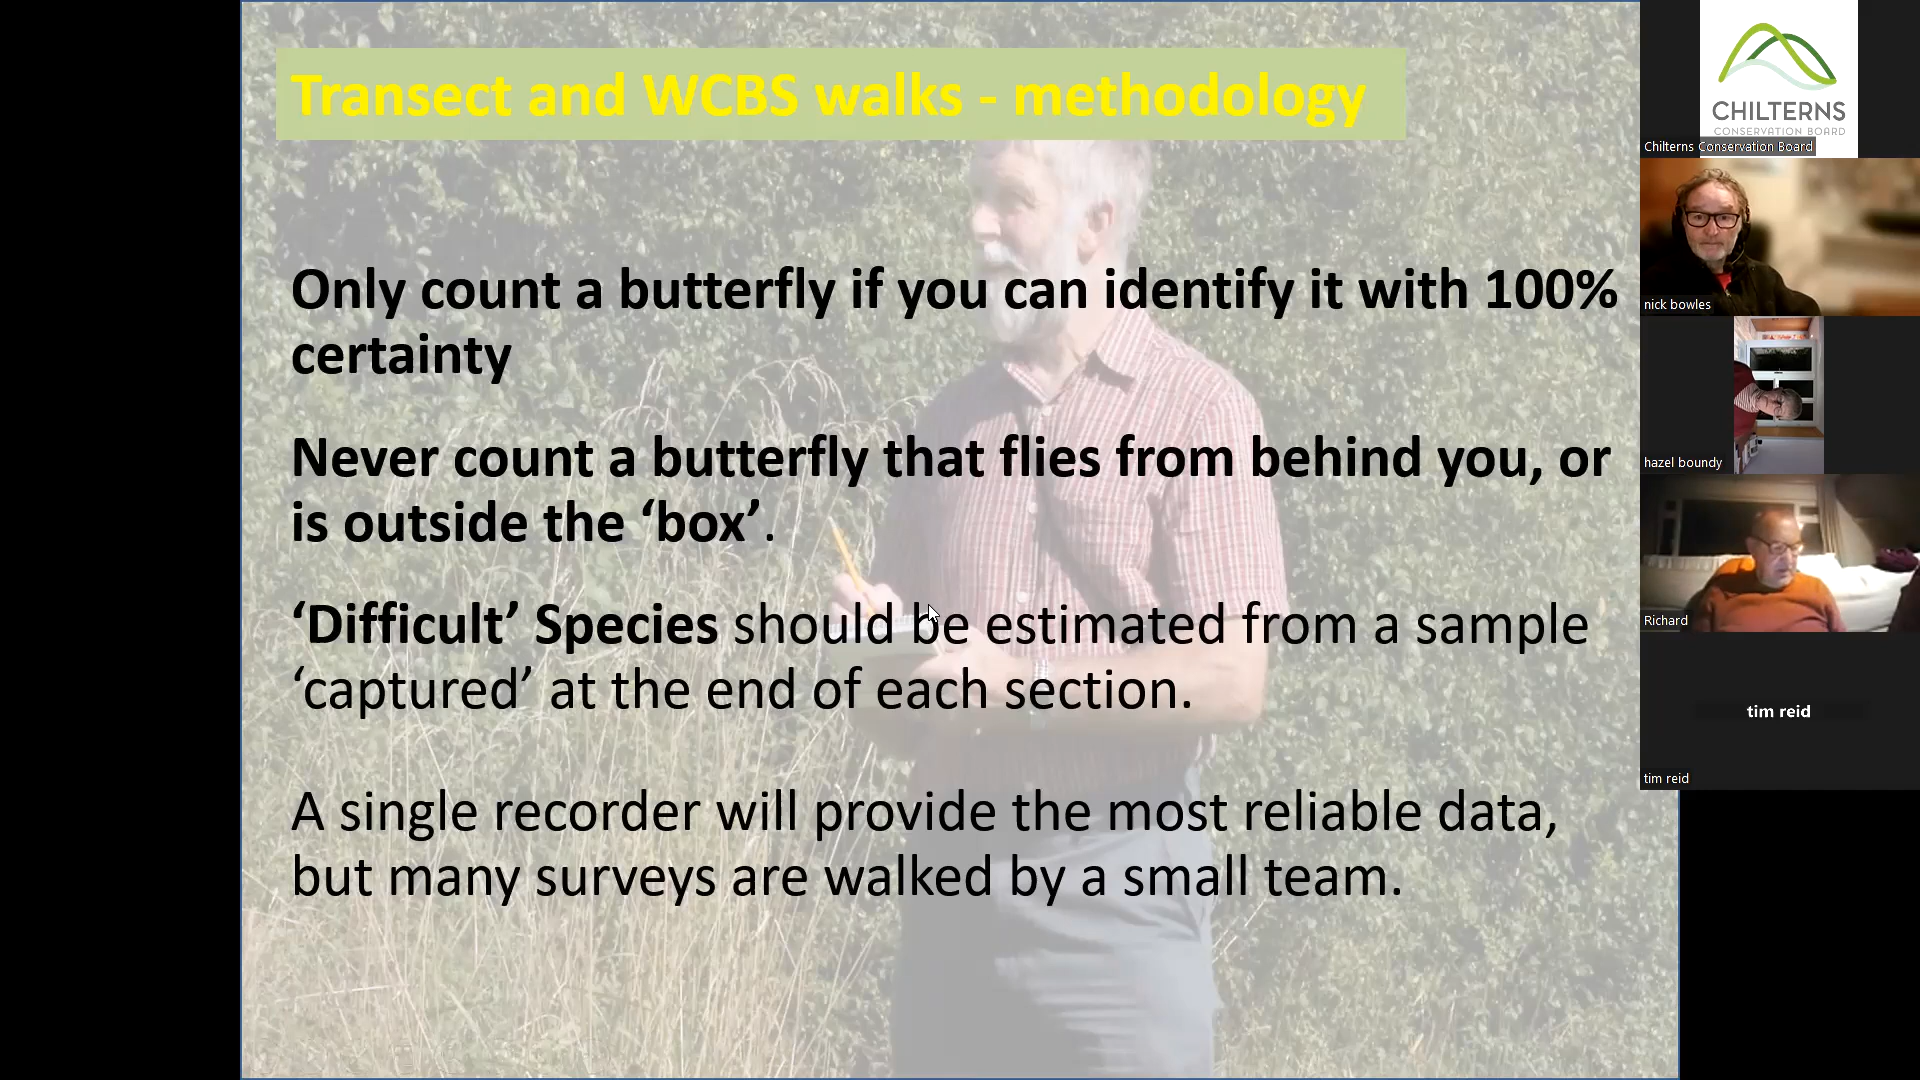 Transect and WCBS walks - methodology
Only count a butterfly if you can identify it with 100%
certainty
Never count a butterfly that flies from behind you, or
is outside the ‘box’.
‘Difficult’ Species should be estimated from a sample
‘captured’ at the end of each section.
A single recorder will provide the most reliable data,
but many surveys are walked by a small team.
CHILTERNS
CONSERVATION BOARD
Chilterns Conservation Board
nick bowles
hazel boundy
Richard
tim reid
tim reid